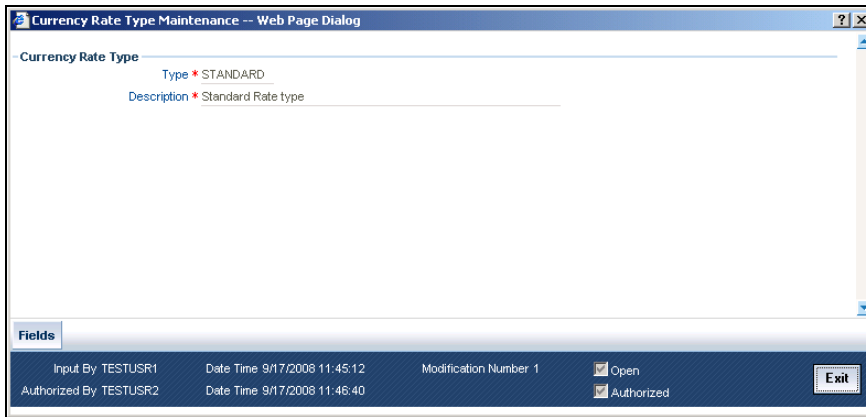 Currency Rate Type Maintenance -- Web Page Dialog
Currency Rate Type
Type * STANDARD
Description * Standard Rate type
Fields
Input By TESTUSR1 Date Time 9/17/2008 11:45:12 Modification Number 1 Open
Authorized By TESTUSR2 Date Time 9/17/2008 11:46:40 Authorized
Exit